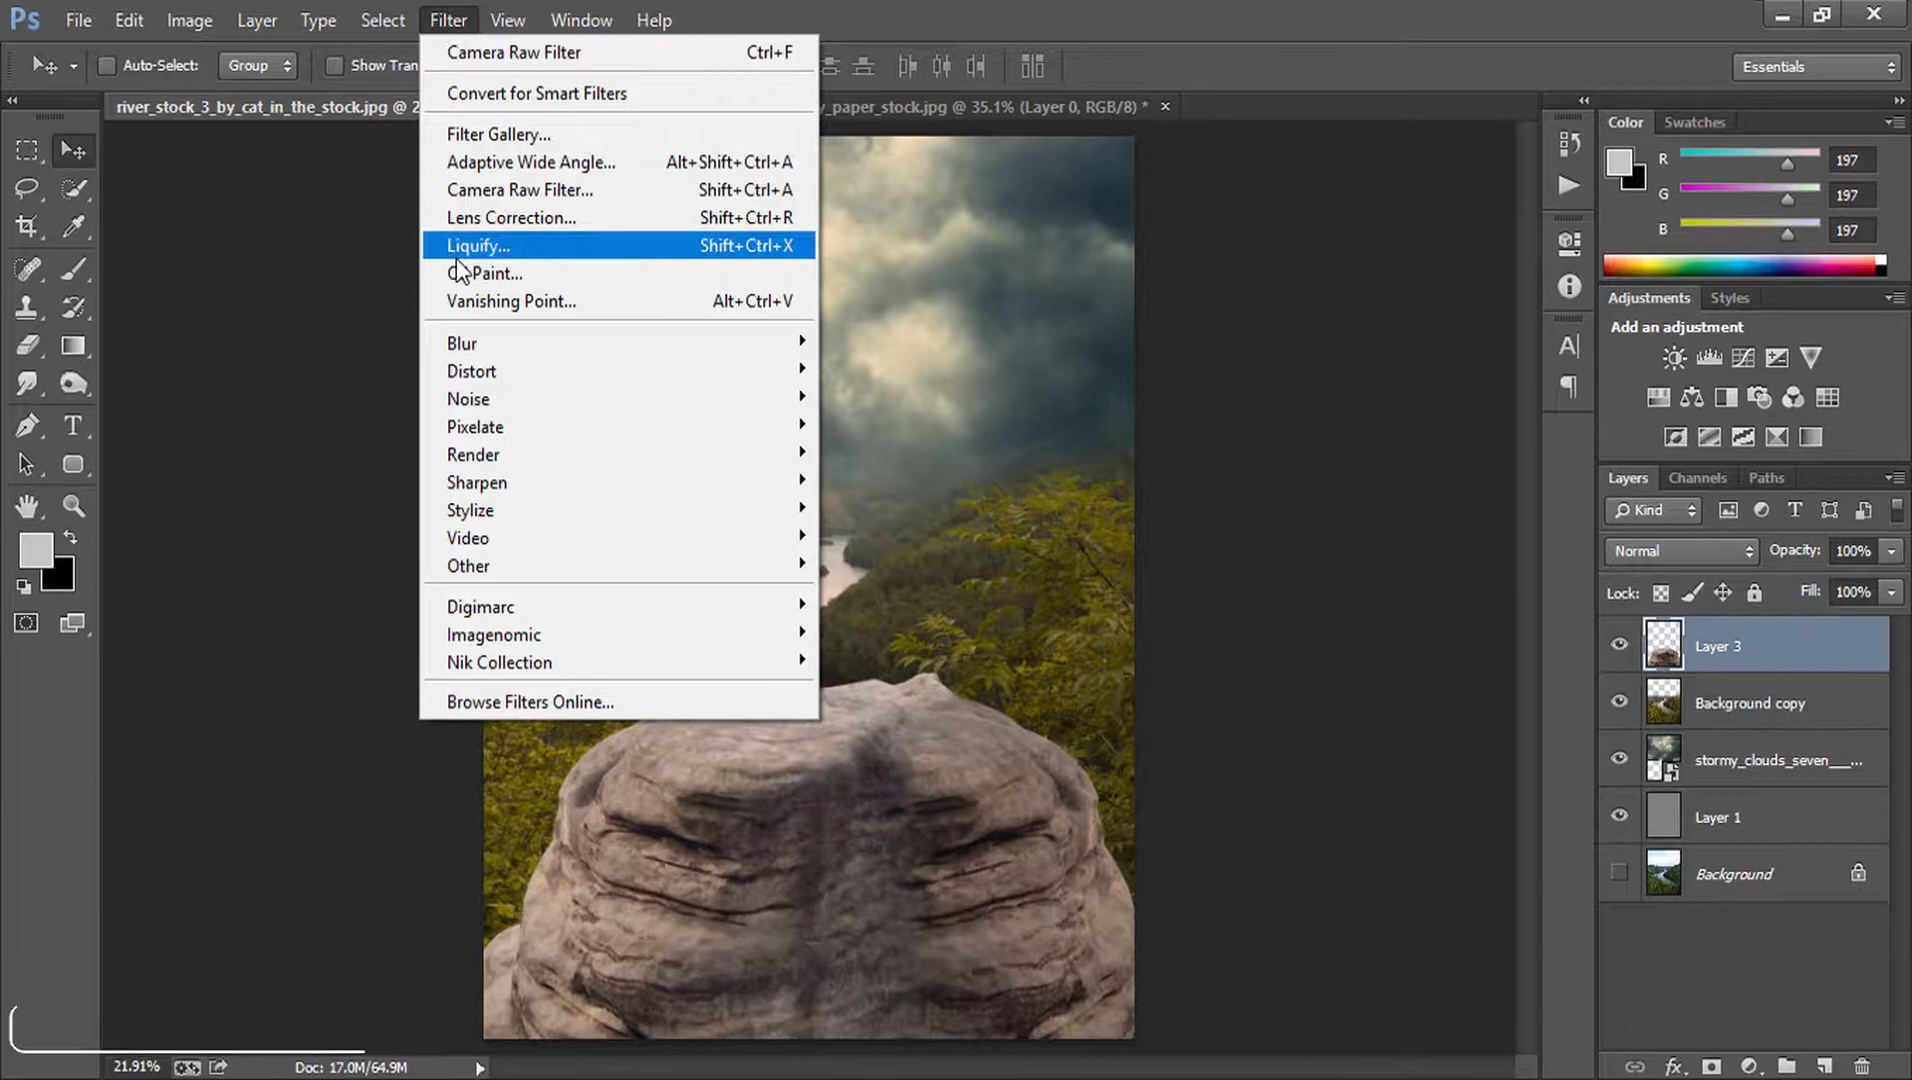 Ps File Edit Image Layer Type Select Filter View Window Help
Auto-Select: Group Show Tran
Essentials
river_stock_3_by_cat_in_the_stock.jpg @ 2
y_paper_stock.jpg @ 35.1% (Layer 0, RGB/8) *
Camera Raw Filter Ctrl+F
Convert for Smart Filters
Filter Gallery...
Adaptive Wide Angle... Alt+Shift+Ctrl+A
Camera Raw Filter... Shift+Ctrl+A
Lens Correction... Shift+Ctrl+R
Liquify... Shift+Ctrl+X
Paint...
Vanishing Point... Alt+Ctrl+V
Blur
Distort
Noise
Pixelate
Render
Sharpen
Stylize
Video
Other
Digimarc
Imagenomic
Nik Collection
Browse Filters Online...
Color Swatches
R 197
G 197
B 197
Adjustments Styles
Add an adjustment
Layers Channels Paths
Kind
Normal Opacity: 100%
Lock: Fill: 100%
Layer 3
Background copy
stormy_clouds_seven___...
Layer 1
Background
21.91% Doc: 17.0M/64.9M
fx